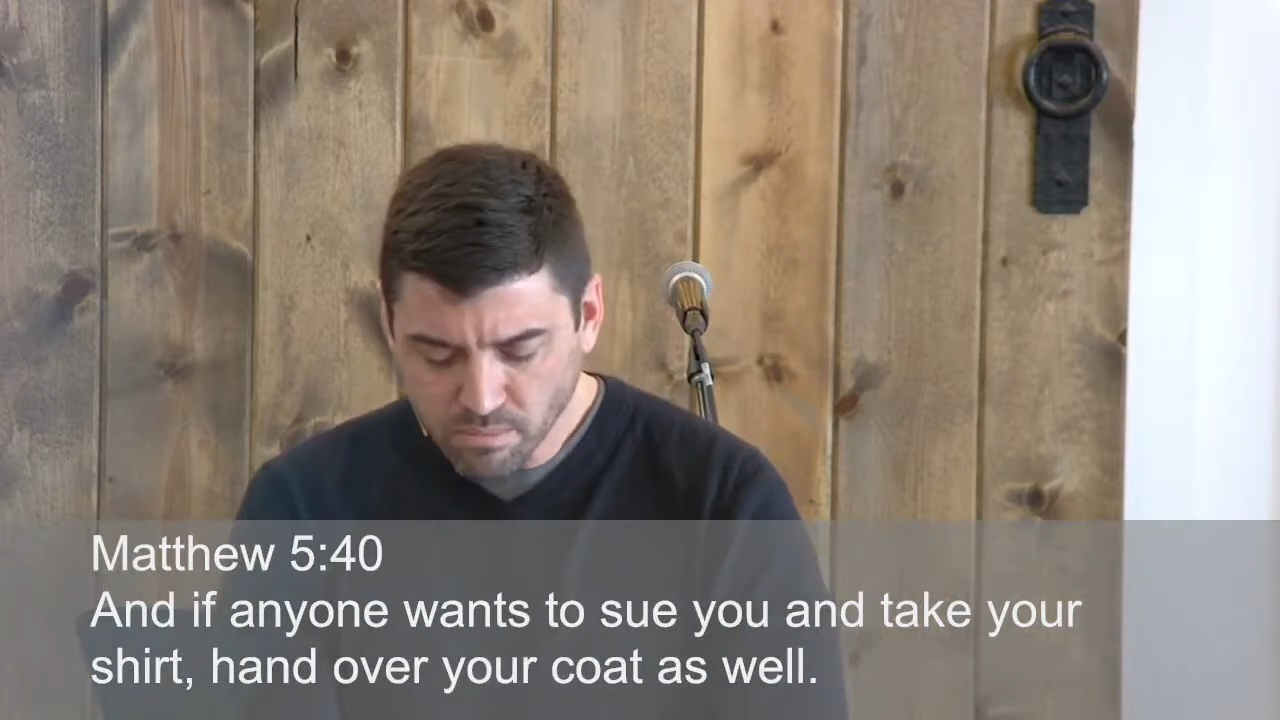 Matthew 5:40
And if anyone wants to sue you and take your
shirt, hand over your coat as well.